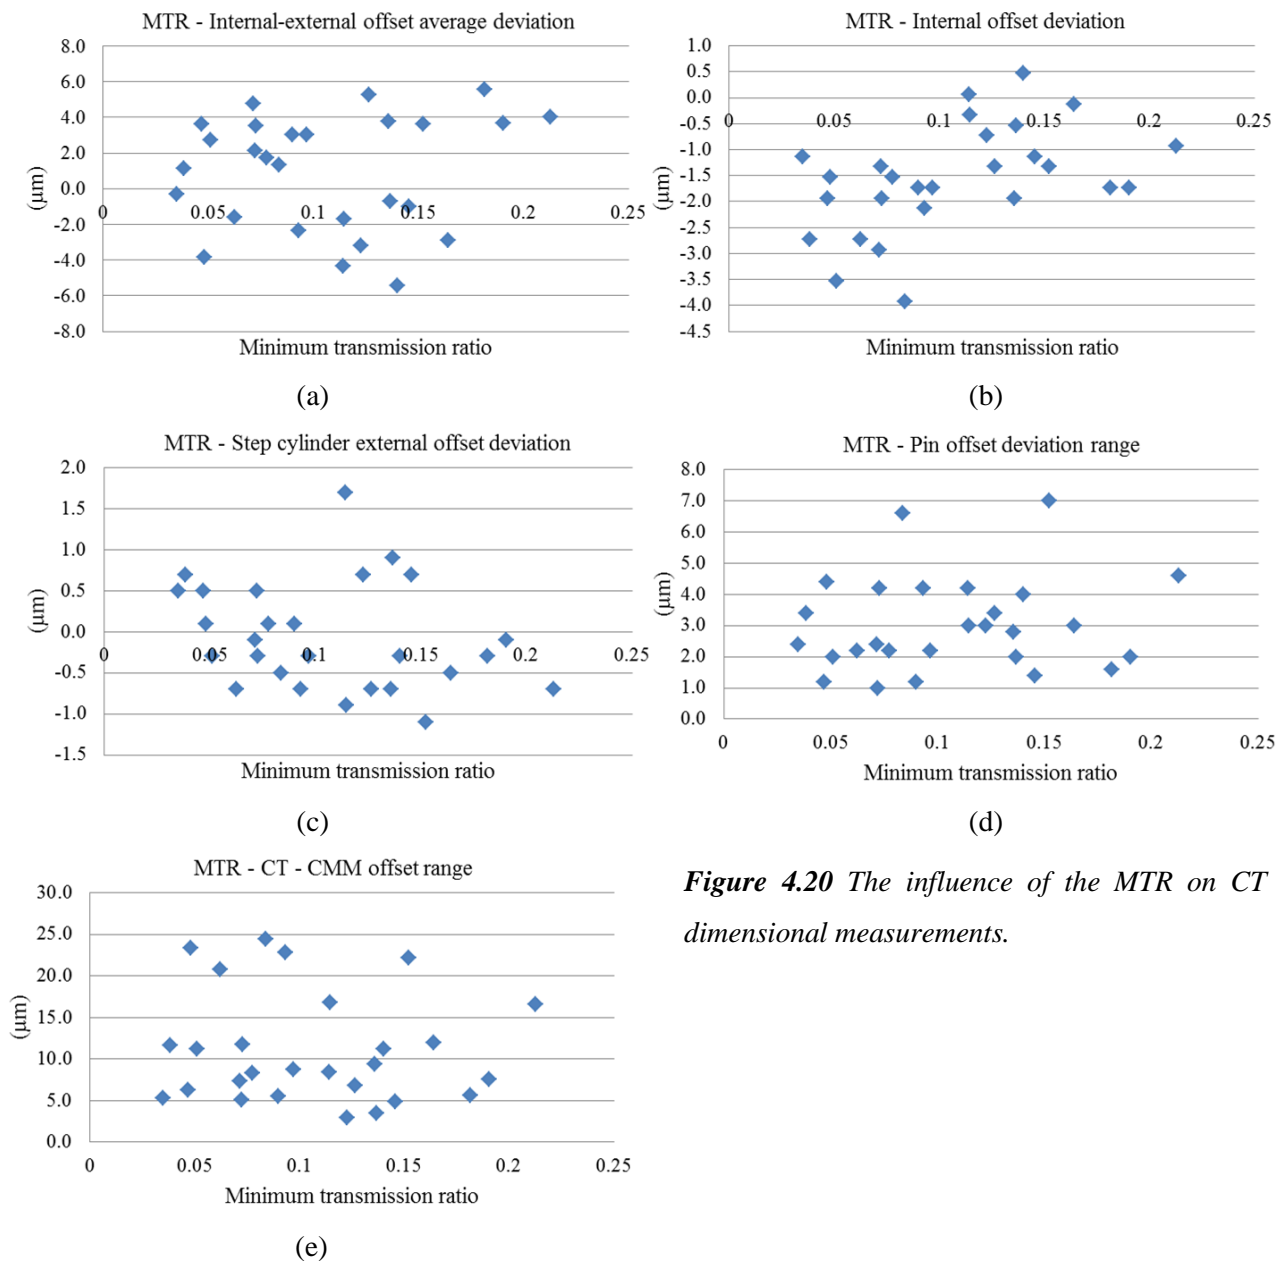 MTR - Internal-external offset average deviation
8.0
6.0
4.0
2.0
0.0
-2.0
-4.0
-6.0
-8.0
(µm)
0 0.05 0.1 0.15 0.2 0.25
Minimum transmission ratio
(a)
MTR - Internal offset deviation
1.0
0.5
0.0
-0.5
-1.0
-1.5
-2.0
-2.5
-3.0
-3.5
-4.0
-4.5
(µm)
0 0.05 0.1 0.15 0.2 0.25
Minimum transmission ratio
(b)
MTR - Step cylinder external offset deviation
2.0
1.5
1.0
0.5
0.0
-0.5
-1.0
-1.5
(µm)
0 0.05 0.1 0.15 0.2 0.25
Minimum transmission ratio
(c)
MTR - Pin offset deviation range
8.0
7.0
6.0
5.0
4.0
3.0
2.0
1.0
0.0
(µm)
0 0.05 0.1 0.15 0.2 0.25
Minimum transmission ratio
(d)
MTR - CT - CMM offset range
30.0
25.0
20.0
15.0
10.0
5.0
0.0
(µm)
0 0.05 0.1 0.15 0.2 0.25
Minimum transmission ratio
(e)
Figure 4.20 The influence of the MTR on CT
dimensional measurements.